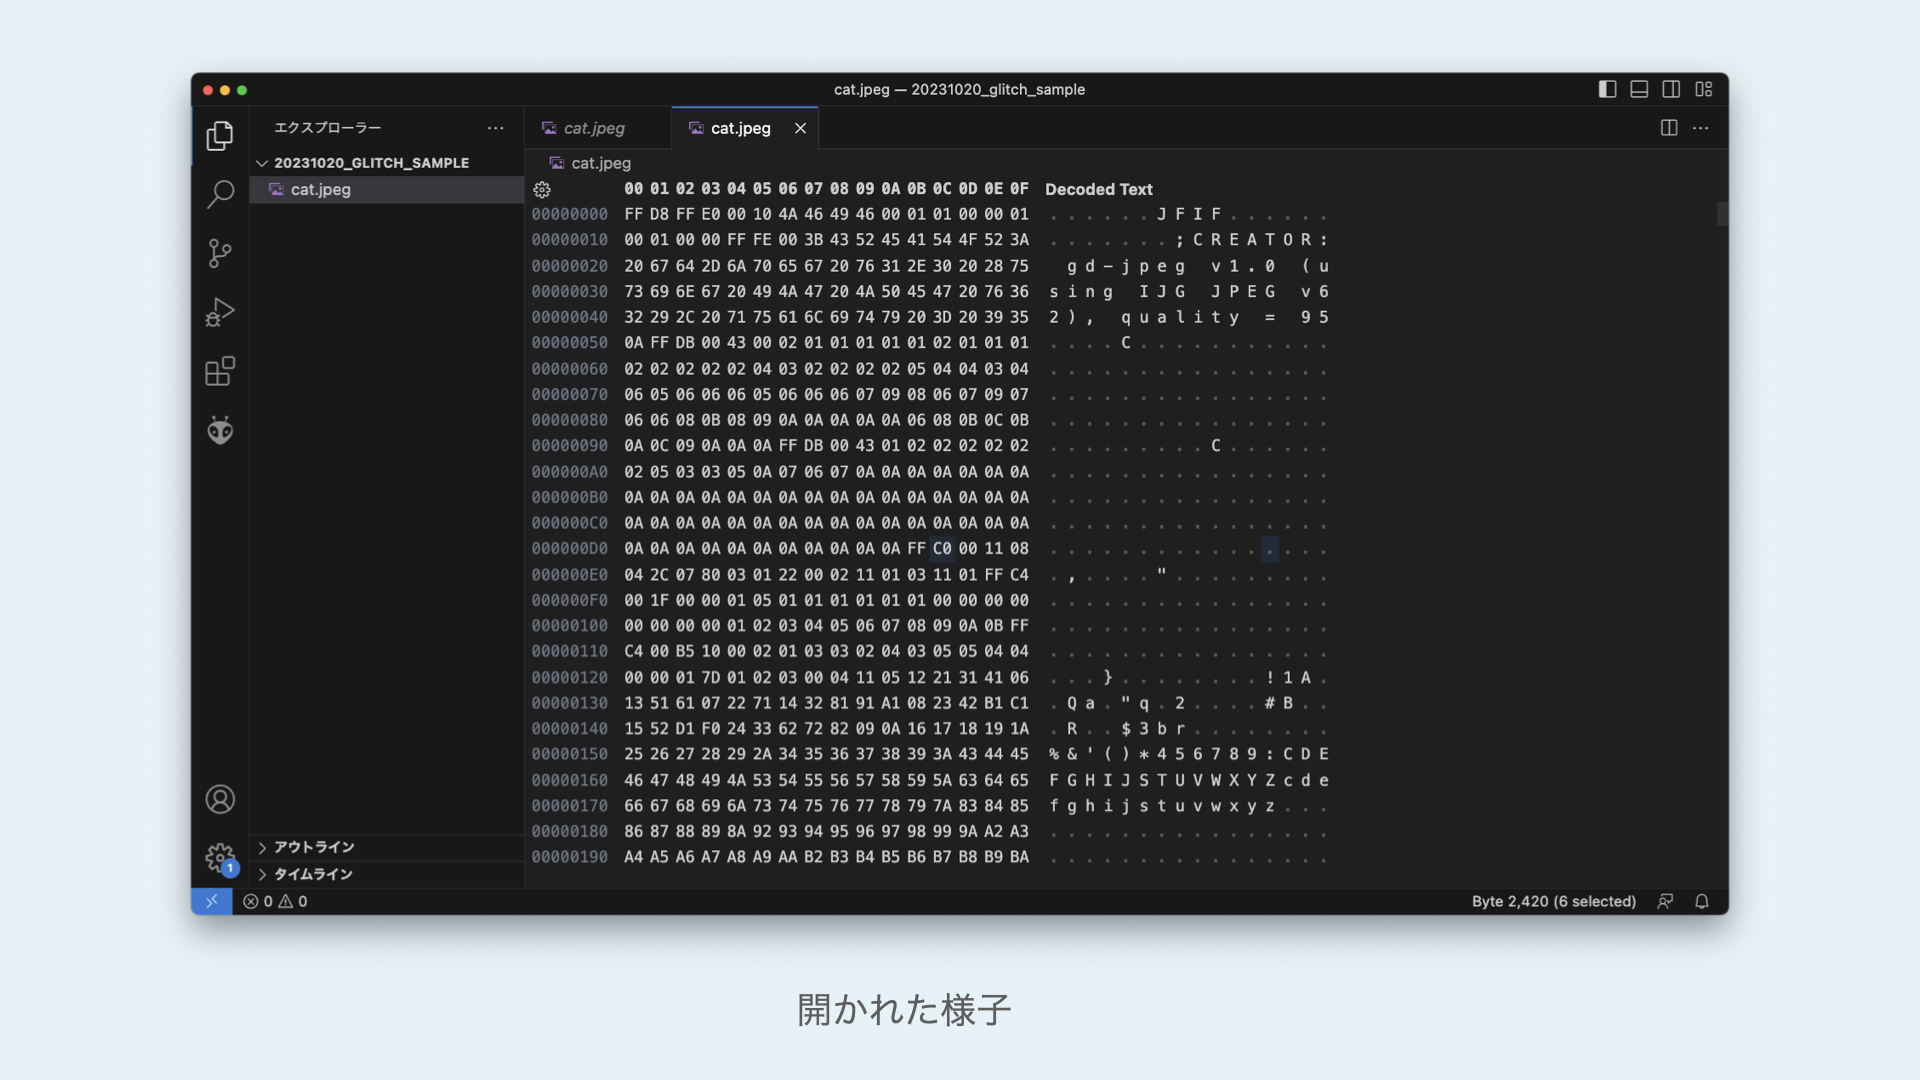 cat.jpeg — 20231020_glitch_sample
エクスプローラー
20231020_GLITCH_SAMPLE
cat.jpeg
cat.jpeg
cat.jpeg
cat.jpeg
00 01 02 03 04 05 06 07 08 09 0A 0B 0C 0D 0E 0F Decoded Text
00000000 FF D8 FF E0 00 10 4A 46 49 46 00 01 01 00 00 01 . . . . . . J F I F . . . . . .
00000010 00 01 00 00 FF FE 00 3B 43 52 45 41 54 4F 52 3A . . . . . . . ; C R E A T O R :
00000020 20 67 64 2D 6A 70 65 67 20 76 31 2E 30 20 28 75 g d - j p e g v 1 . 0 ( u
00000030 73 69 6E 67 20 49 4A 47 20 4A 50 45 47 20 76 36 s i n g I J G J P E G v 6
00000040 32 29 2C 20 71 75 61 6C 69 74 79 20 3D 20 39 35 2 ) , q u a l i t y = 9 5
00000050 0A FF DB 00 43 00 02 01 01 01 01 01 02 01 01 01 . . . . C . . . . . . . . . . .
00000060 02 02 02 02 02 04 03 02 02 02 02 05 04 04 03 04 . . . . . . . . . . . . . . . .
00000070 06 05 06 06 06 05 06 06 06 07 09 08 06 07 09 07 . . . . . . . . . . . . . . . .
00000080 06 06 08 0B 08 09 0A 0A 0A 0A 0A 06 08 0B 0C 0B . . . . . . . . . . . . . . . .
00000090 0A 0C 09 0A 0A 0A FF DB 00 43 01 02 02 02 02 02 . . . . . . . . . C . . . . . .
000000A0 02 05 03 03 05 0A 07 06 07 0A 0A 0A 0A 0A 0A 0A . . . . . . . . . . . . . . . .
000000B0 0A 0A 0A 0A 0A 0A 0A 0A 0A 0A 0A 0A 0A 0A 0A 0A . . . . . . . . . . . . . . . .
000000C0 0A 0A 0A 0A 0A 0A 0A 0A 0A 0A 0A 0A 0A 0A 0A 0A . . . . . . . . . . . . . . . .
000000D0 0A 0A 0A 0A 0A 0A 0A 0A 0A 0A 0A FF C0 00 11 08 . . . . . . . . . . . . . . . .
000000E0 04 2C 07 80 03 01 22 00 02 11 01 03 11 01 FF C4 . , . . . . " . . . . . . . . .
000000F0 00 1F 00 00 01 05 01 01 01 01 01 01 00 00 00 00 . . . . . . . . . . . . . . . .
00000100 00 00 00 00 01 02 03 04 05 06 07 08 09 0A 0B FF . . . . . . . . . . . . . . . .
00000110 C4 00 B5 10 00 02 01 03 03 02 04 03 05 05 04 04 . . . . . . . . . . . . . . . .
00000120 00 00 01 7D 01 02 03 00 04 11 05 12 21 31 41 06 . . . } . . . . . . . . ! 1 A .
00000130 13 51 61 07 22 71 14 32 81 91 A1 08 23 42 B1 C1 . Q a . " q . 2 . . . . # B . .
00000140 15 52 D1 F0 24 33 62 72 82 09 0A 16 17 18 19 1A . R . . $ 3 b r . . . . . . . .
00000150 25 26 27 28 29 2A 34 35 36 37 38 39 3A 43 44 45 % & ' ( ) * 4 5 6 7 8 9 : C D E
00000160 46 47 48 49 4A 53 54 55 56 57 58 59 5A 63 64 65 F G H I J S T U V W X Y Z c d e
00000170 66 67 68 69 6A 73 74 75 76 77 78 79 7A 83 84 85 f g h i j s t u v w x y z . . .
00000180 86 87 88 89 8A 92 93 94 95 96 97 98 99 9A A2 A3 . . . . . . . . . . . . . . . .
00000190 A4 A5 A6 A7 A8 A9 AA B2 B3 B4 B5 B6 B7 B8 B9 BA . . . . . . . . . . . . . . . .
アウトライン
1
タイムライン
0 0
Byte 2,420 (6 selected)
開かれた様子